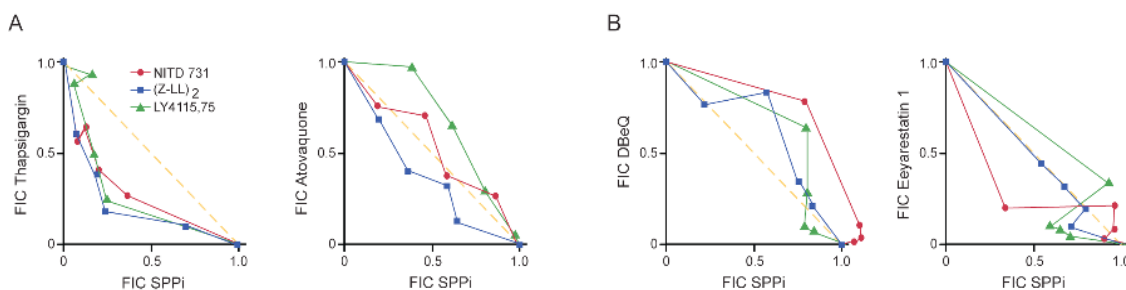 A
B
FIC Thapsigargin
1.0
0.5
0
0
0.5
1.0
FIC SPPi
NITD 731
(Z-LL) 2
LY4115,75
FIC Atovaquone
1.0
0.5
0
0.5
1.0
FIC SPPi
FIC DBeQ
1.0
0.5
0
0
0.5
1.0
FIC SPPi
FIC Eeyarestatin 1
1.0
0.5
0
0
0.5
1.0
FIC SPPi